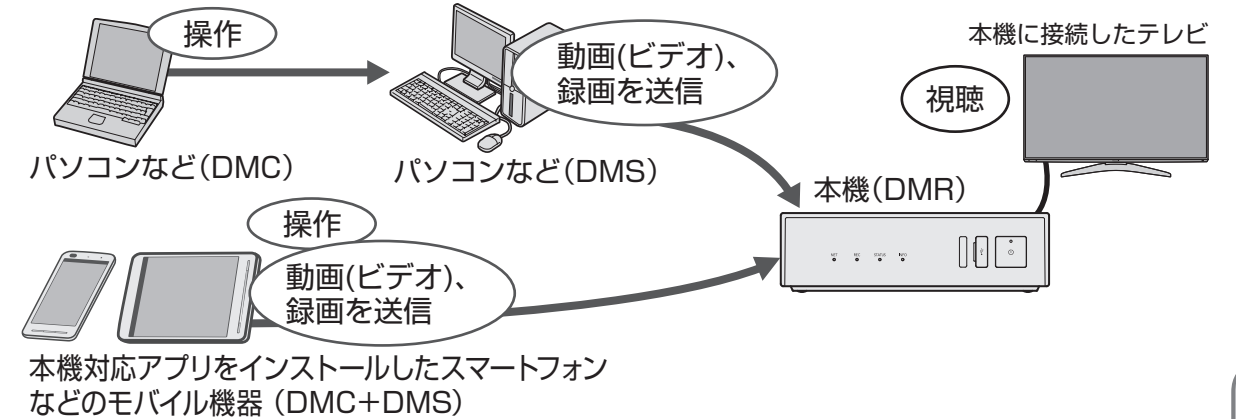 操作
動画(ビデオ)、
録画を送信
本機に接続したテレビ
視聴
パソコンなど(DMC)
パソコンなど(DMS)
本機(DMR)
操作
動画(ビデオ)、
録画を送信
NET REC STATUS INFO
本機対応アプリをインストールしたスマートフォン
などのモバイル機器 (DMC+DMS)